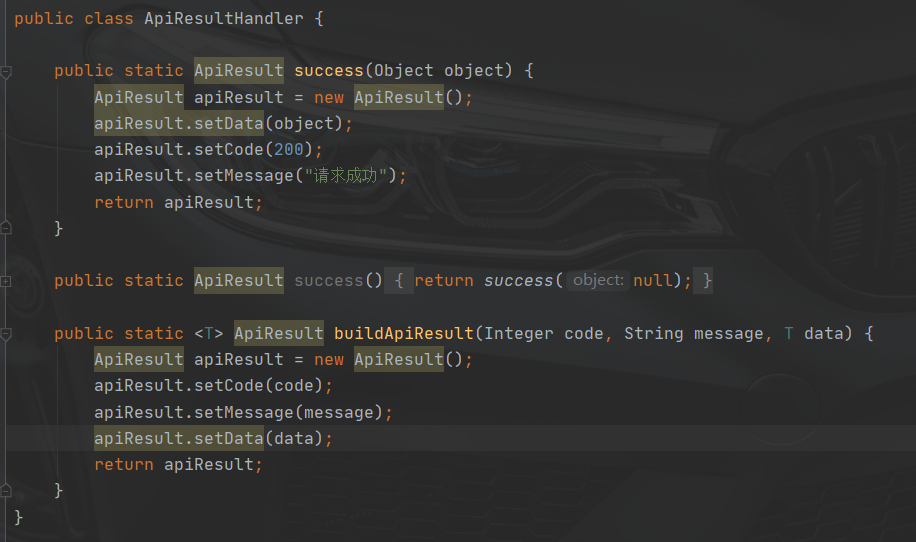 public class ApiResultHandler {
public static ApiResult success(Object object) {
ApiResult apiResult = new ApiResult();
apiResult.setData(object);
apiResult.setCode(200);
apiResult.setMessage("请求成功");
return apiResult;
}
public static ApiResult success() { return success( object: null); }
public static <T> ApiResult buildApiResult(Integer code, String message, T data) {
ApiResult apiResult = new ApiResult();
apiResult.setCode(code);
apiResult.setMessage(message);
apiResult.setData(data);
return apiResult;
}
}